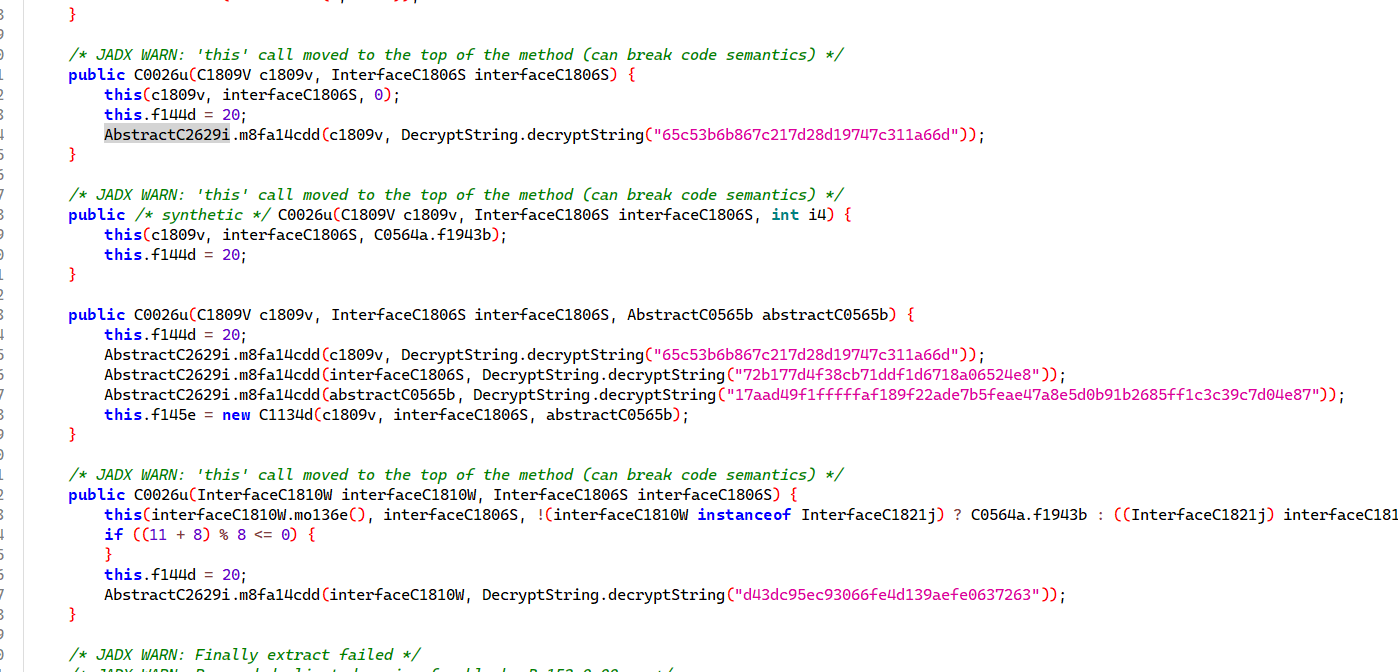 }
/* JADX WARN: 'this' call moved to the top of the method (can break code semantics) */
public C0026u(C1809V c1809v, InterfaceC1806S interfaceC1806S) {
this(c1809v, interfaceC1806S, 0);
this.f144d = 20;
AbstractC2629i.m8fa14cdd(c1809v, DecryptString.decryptString("65c53b6b867c217d28d19747c311a66d"));
}
/* JADX WARN: 'this' call moved to the top of the method (can break code semantics) */
public /* synthetic */ C0026u(C1809V c1809v, InterfaceC1806S interfaceC1806S, int i4) {
this(c1809v, interfaceC1806S, C0564a.f1943b);
this.f144d = 20;
}
public C0026u(C1809V c1809v, InterfaceC1806S interfaceC1806S, AbstractC0565b abstractC0565b) {
this.f144d = 20;
AbstractC2629i.m8fa14cdd(c1809v, DecryptString.decryptString("65c53b6b867c217d28d19747c311a66d"));
AbstractC2629i.m8fa14cdd(interfaceC1806S, DecryptString.decryptString("72b177d4f38cb71ddf1d6718a06524e8"));
AbstractC2629i.m8fa14cdd(abstractC0565b, DecryptString.decryptString("17aad49f1fffffaf189f22ade7b5feae47a8e5d0b91b2685ff1c3c39c7d04e87"));
this.f145e = new C1134d(c1809v, interfaceC1806S, abstractC0565b);
}
/* JADX WARN: 'this' call moved to the top of the method (can break code semantics) */
public C0026u(InterfaceC1810W interfaceC1810W, InterfaceC1806S interfaceC1806S) {
this(interfaceC1810W.mo136e(), interfaceC1806S, !(interfaceC1810W instanceof InterfaceC1821j) ? C0564a.f1943b : ((InterfaceC1821j) interfaceC181
if ((11 + 8) % 8 <= 0) {
}
this.f144d = 20;
AbstractC2629i.m8fa14cdd(interfaceC1810W, DecryptString.decryptString("d43dc95ec93066fe4d139aefe0637263"));
}
/* JADX WARN: Finally extract failed */